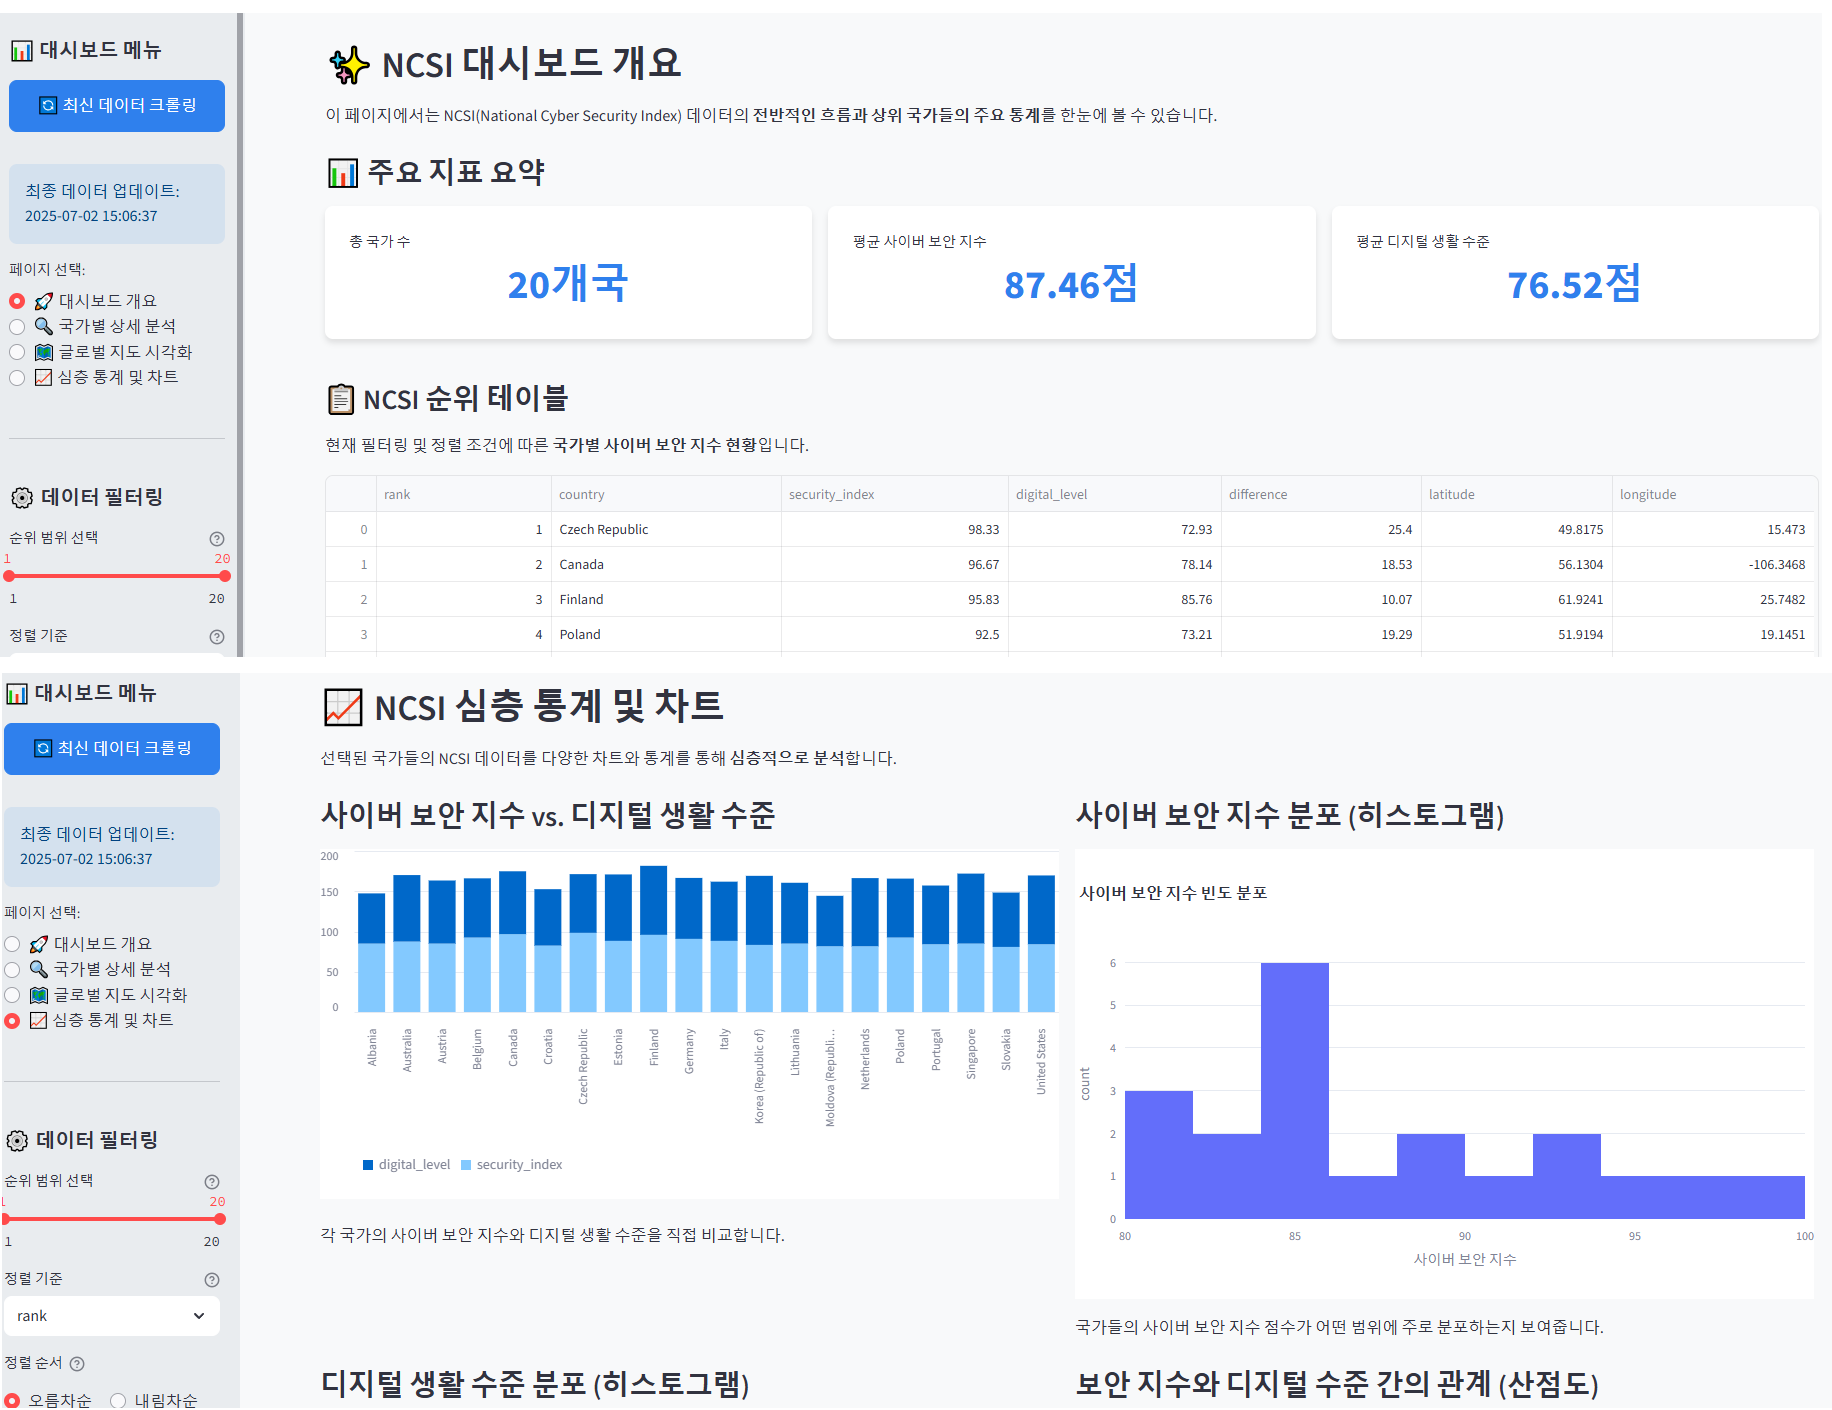 대시보드 메뉴
최신 데이터 크롤링
최종 데이터 업데이트:
2025-07-02 15:06:37
페이지 선택:
대시보드 개요
국가별 상세 분석
글로벌 지도 시각화
심층 통계 및 차트
데이터 필터링
순위 범위 선택
1 20
1 20
정렬 기준
NCSI 대시보드 개요
이 페이지에서는 NCSI(National Cyber Security Index) 데이터의 전반적인 흐름과 상위 국가들의 주요 통계를 한눈에 볼 수 있습니다.
주요 지표 요약
총 국가 수
20개국
평균 사이버 보안 지수
87.46점
평균 디지털 생활 수준
76.52점
NCSI 순위 테이블
현재 필터링 및 정렬 조건에 따른 국가별 사이버 보안 지수 현황입니다.
rank country security_index digital_level difference latitude longitude
0 1 Czech Republic 98.33 72.93 25.4 49.8175 15.473
1 2 Canada 96.67 78.14 18.53 56.1304 -106.3468
2 3 Finland 95.83 85.76 10.07 61.9241 25.7482
3 4 Poland 92.5 73.21 19.29 51.9194 19.1451
대시보드 메뉴
최신 데이터 크롤링
최종 데이터 업데이트:
2025-07-02 15:06:37
페이지 선택:
대시보드 개요
국가별 상세 분석
글로벌 지도 시각화
심층 통계 및 차트
데이터 필터링
순위 범위 선택
1 20
1 20
정렬 기준
rank
정렬 순서
오름차순 내림차순
NCSI 심층 통계 및 차트
선택된 국가들의 NCSI 데이터를 다양한 차트와 통계를 통해 심층적으로 분석합니다.
사이버 보안 지수 vs. 디지털 생활 수준
200
150
100
50
0
Albania
Australia
Austria
Belgium
Canada
Croatia
Czech Republic
Estonia
Finland
Germany
Italy
Korea (Republic of)
Lithuania
Moldova (Republi…
Netherlands
Poland
Portugal
Singapore
Slovakia
United States
digital_level security_index
각 국가의 사이버 보안 지수와 디지털 생활 수준을 직접 비교합니다.
사이버 보안 지수 분포 (히스토그램)
사이버 보안 지수 빈도 분포
6
5
4
3
2
1
0
count
80 85 90 95 100
사이버 보안 지수
국가들의 사이버 보안 지수 점수가 어떤 범위에 주로 분포하는지 보여줍니다.
디지털 생활 수준 분포 (히스토그램)
보안 지수와 디지털 수준 간의 관계 (산점도)